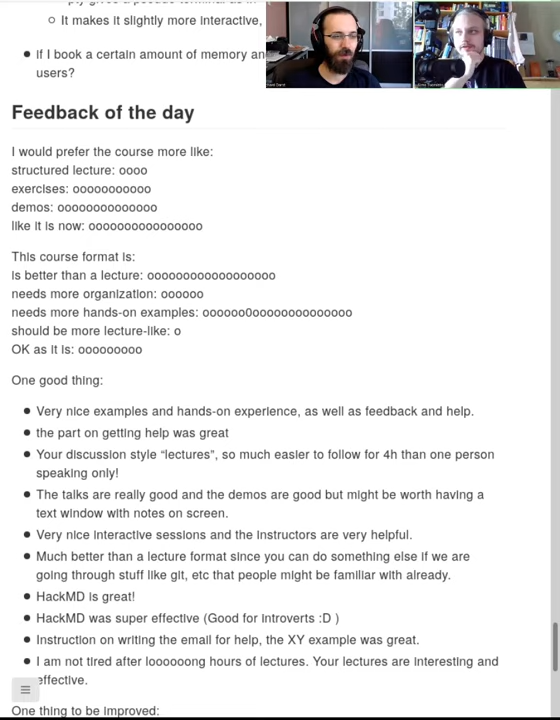 It makes it slightly more interactive,
if I book a certain amount of memory an
users?
Feedback of the day
I would prefer the course more like:
structured lecture: oooo
exercises: ooooooooooo
demos: oooooooooooooo
like it is now: oooooooooooooooo
This course format is:
is better than a lecture: oooooooooooooooooo
needs more organization: oooooo
needs more hands-on examples: oooooo0oooooooooooooo
should be more lecture-like: o
OK as it is: ooooooooo
One good thing:
Very nice examples and hands-on experience, as well as feedback and help.
the part on getting help was great
Your discussion style “lectures”, so much easier to follow for 4h than one person
speaking only!
The talks are really good and the demos are good but might be worth having a
text window with notes on screen.
Very nice interactive sessions and the instructors are very helpful.
Much better than a lecture format since you can do something else if we are
going through stuff like git, etc that people might be familiar with already.
HackMD is great!
HackMD was super effective (Good for introverts :D )
Instruction on writing the email for help, the XY example was great.
I am not tired after loooooong hours of lectures. Your lectures are interesting and
effective.
One thing to be improved: